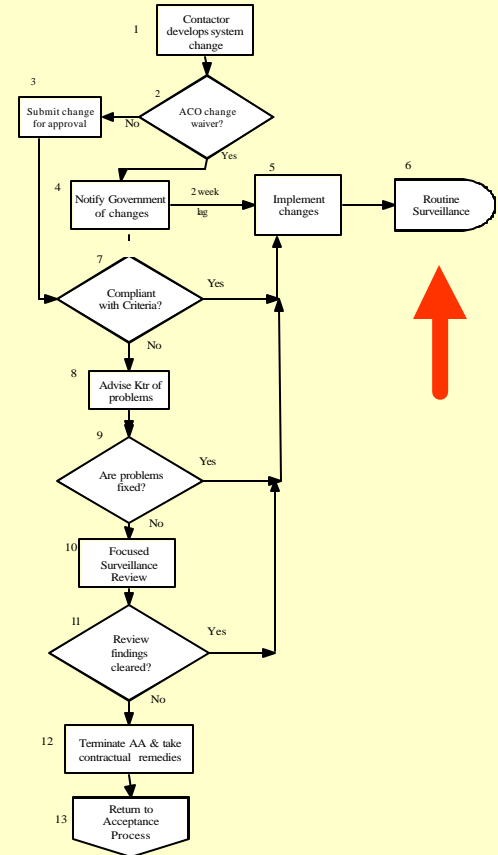 1
Contactor
develops system
change
2
ACO change
waiver?
3
Submit change
for approval
No
Yes
4
Notify Government
of changes
2 week
lag
5
Implement
changes
6
Routine
Surveillance
7
Compliant
with Criteria?
Yes
No
8
Advise Ktr of
problems
9
Are problems
fixed?
Yes
No
10
Focused
Surveillance
Review
11
Review
findings
cleared?
Yes
No
12
Terminate AA & take
contractual remedies
13
Return to
Acceptance
Process